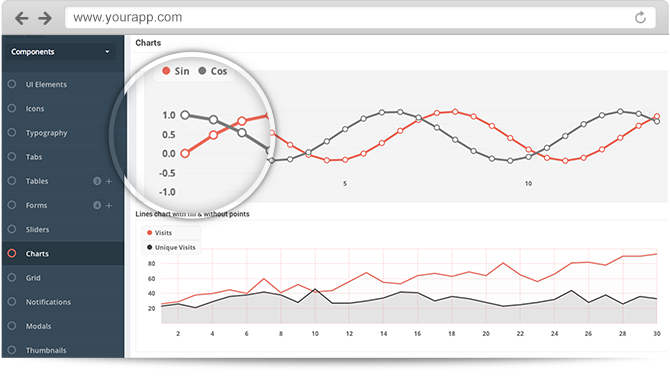 www.yourapp.com
Components
Charts
UI Elements
Icons
Typography
Tabs
Tables 3 +
Forms 4 +
Sliders
Charts
Grid
Notifications
Modals
Thumbnails
Sin Cos
1.0
0.5
0.0
-0.5
-1.0
5 10
Lines chart with fill & without points
Visits
Unique Visits
80
60
40
20
2 4 6 8 10 12 14 16 18 20 22 24 26 28 30